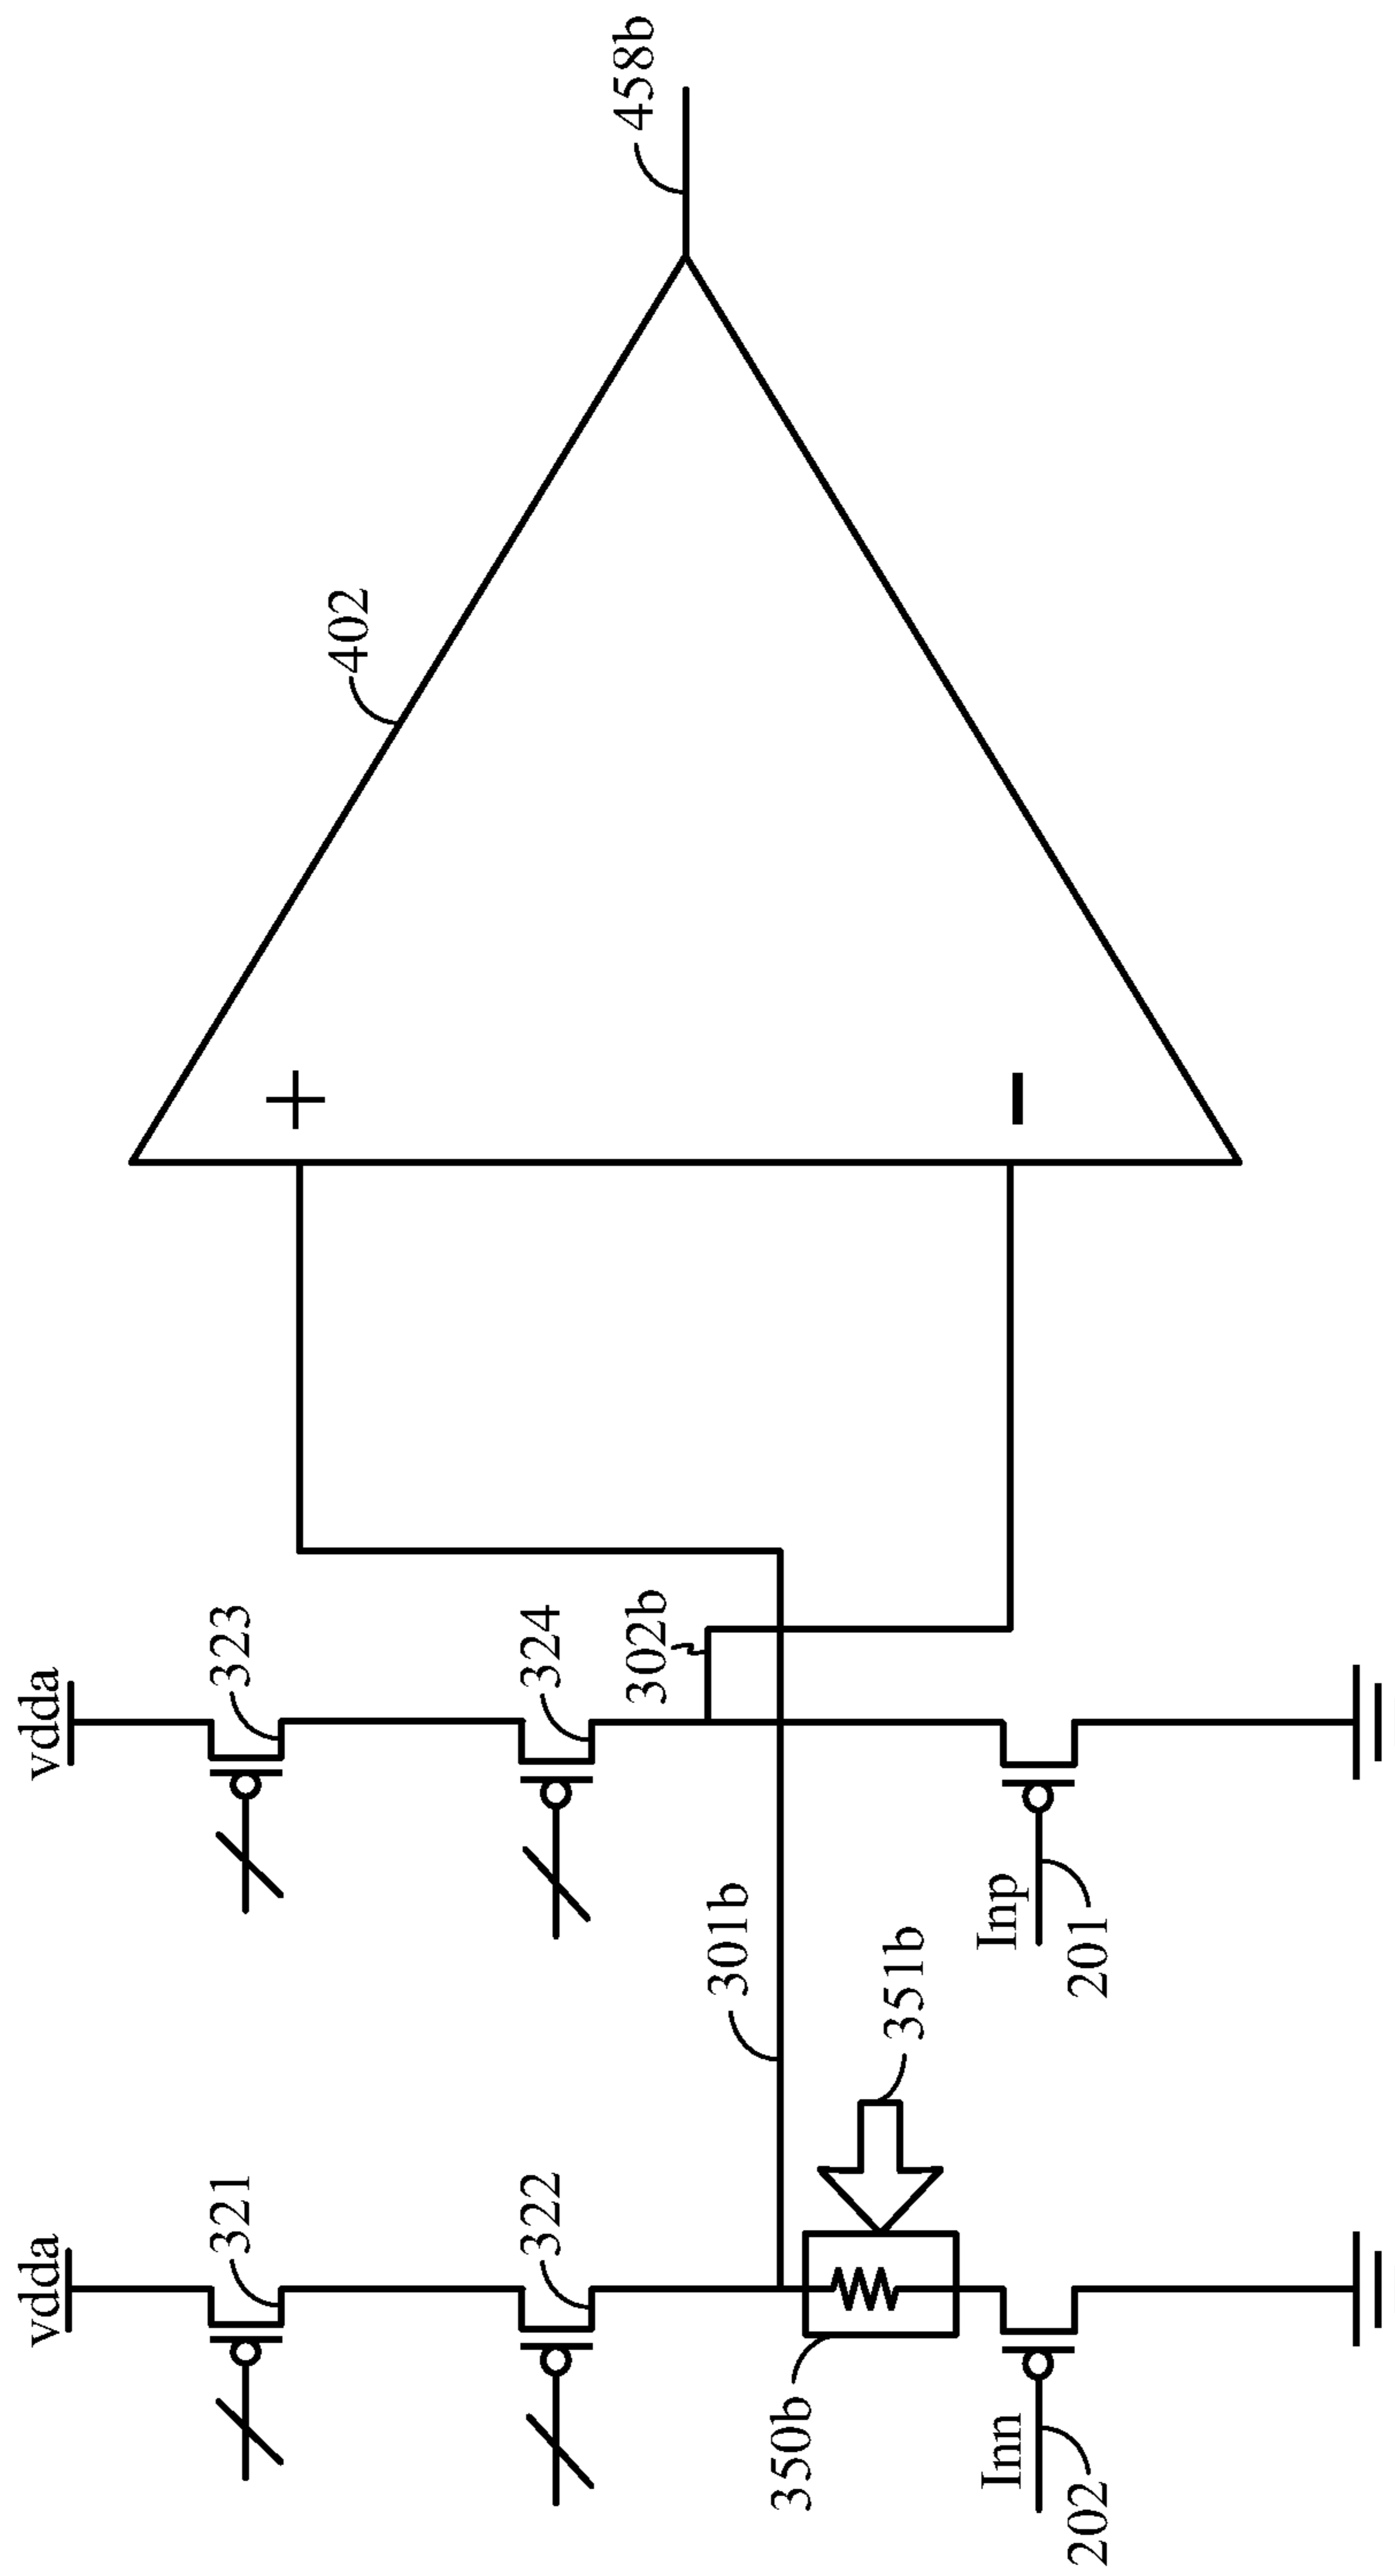 vdda
321
322
350b
Inn
202
351b
301b
vdda
323
324
302b
Inp
201
402
+
−
458b